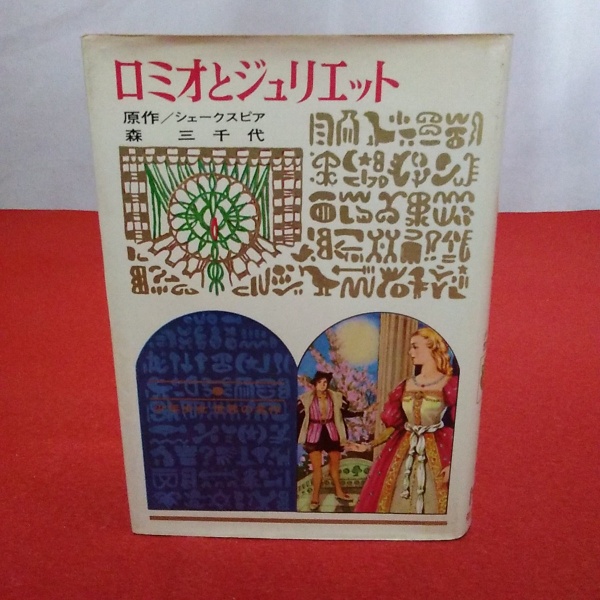 ロミオとジュリエット
原作/シェークスピア
森 三千代